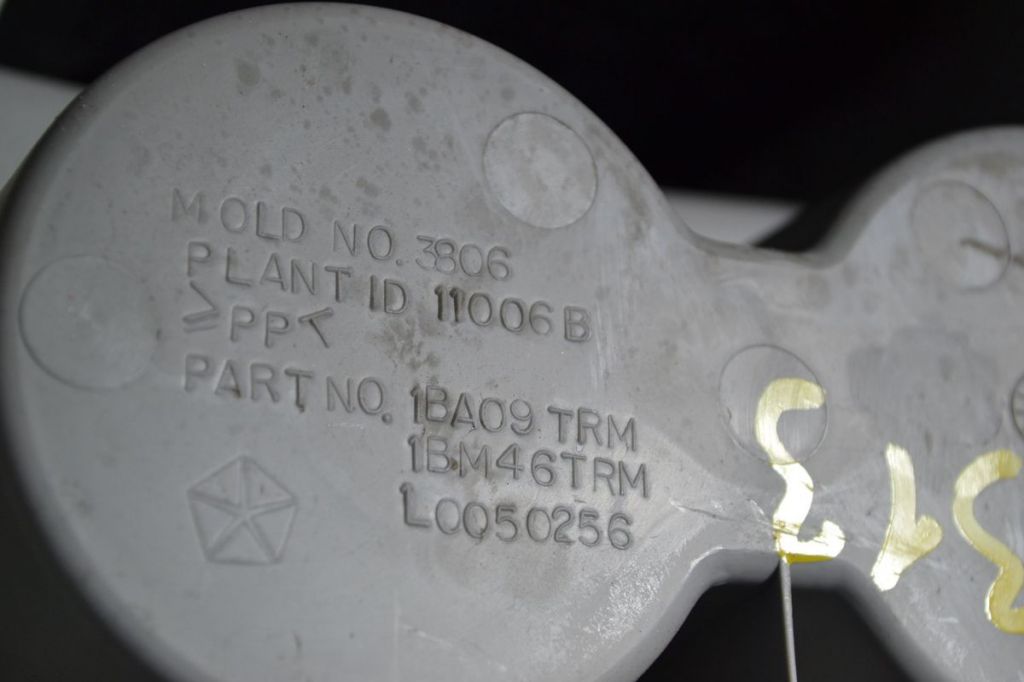 MOLD NO. 3806
PLANT ID 11006B
>PP<
PART NO. 1BA09 TRM
1BM46TRM
L0050256